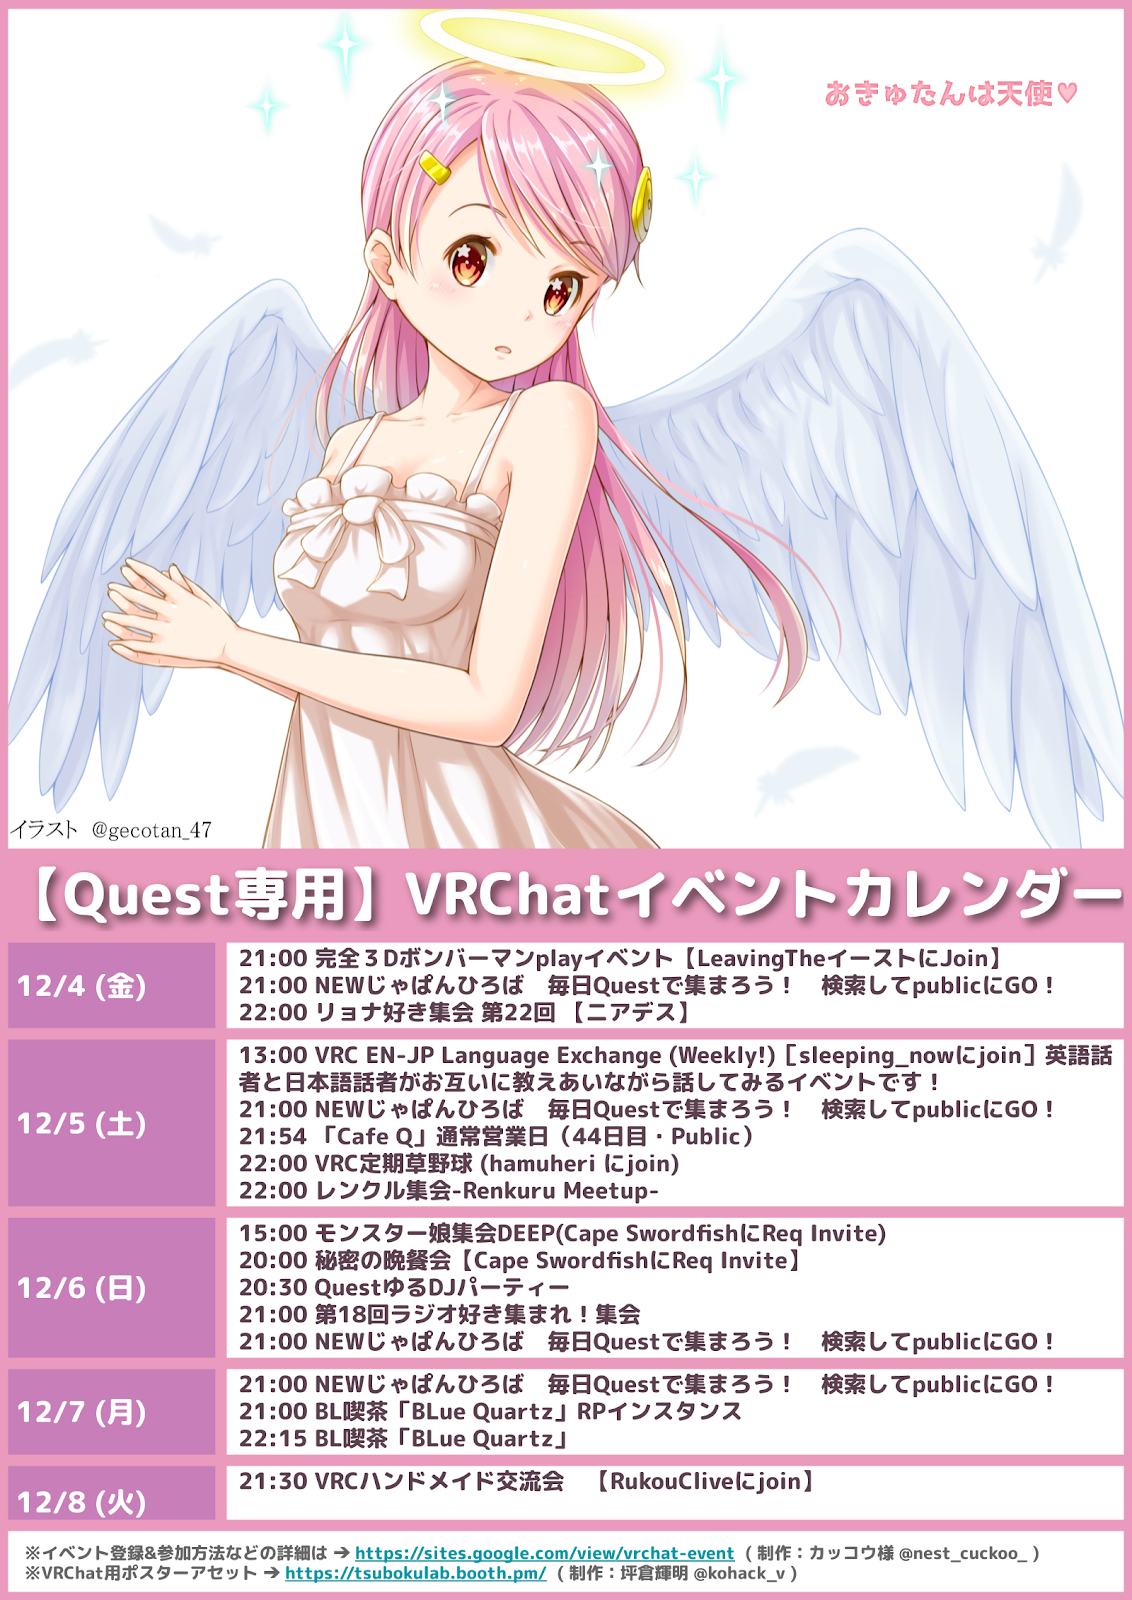 おきゅたんは天使♥
イラスト @gecotan_47
【Quest専用】VRChatイベントカレンダー
12/4 (金)
21:00 完全３Dボンバーマンplayイベント【LeavingTheイーストにJoin】
21:00 NEWじゃぱんひろば　毎日Questで集まろう！　検索してpublicにGO！
22:00 リョナ好き集会 第22回 【ニアデス】
12/5 (土)
13:00 VRC EN-JP Language Exchange (Weekly!)［sleeping_nowにjoin］英語話
者と日本語話者がお互いに教えあいながら話してみるイベントです！
21:00 NEWじゃぱんひろば　毎日Questで集まろう！　検索してpublicにGO！
21:54 「Cafe Q」通常営業日（44日目・Public）
22:00 VRC定期草野球 (hamuheri にjoin)
22:00 レンクル集会-Renkuru Meetup-
12/6 (日)
15:00 モンスター娘集会DEEP(Cape SwordfishにReq Invite)
20:00 秘密の晩餐会【Cape SwordfishにReq Invite】
20:30 QuestゆるDJパーティー
21:00 第18回ラジオ好き集まれ！集会
21:00 NEWじゃぱんひろば　毎日Questで集まろう！　検索してpublicにGO！
12/7 (月)
21:00 NEWじゃぱんひろば　毎日Questで集まろう！　検索してpublicにGO！
21:00 BL喫茶「BLue Quartz」RPインスタンス
22:15 BL喫茶「BLue Quartz」
12/8 (火)
21:30 VRCハンドメイド交流会　【RukouCliveにjoin】
※イベント登録&参加方法などの詳細は ➔ https://sites.google.com/view/vrchat-event （ 制作：カッコウ様 @nest_cuckoo_ ）
※VRChat用ポスターアセット ➔ https://tsubokulab.booth.pm/ （ 制作：坪倉輝明 @kohack_v ）